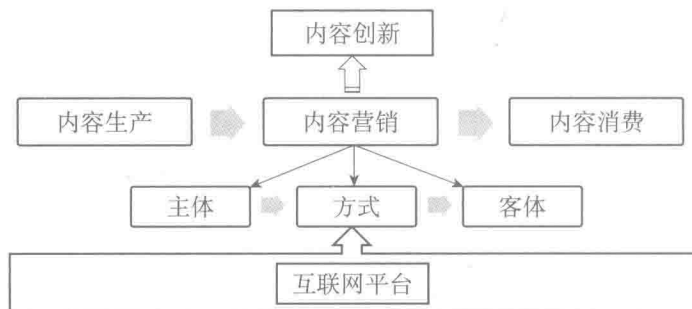 内容创新
内容生产
内容营销
内容消费
主体
方式
客体
互联网平台